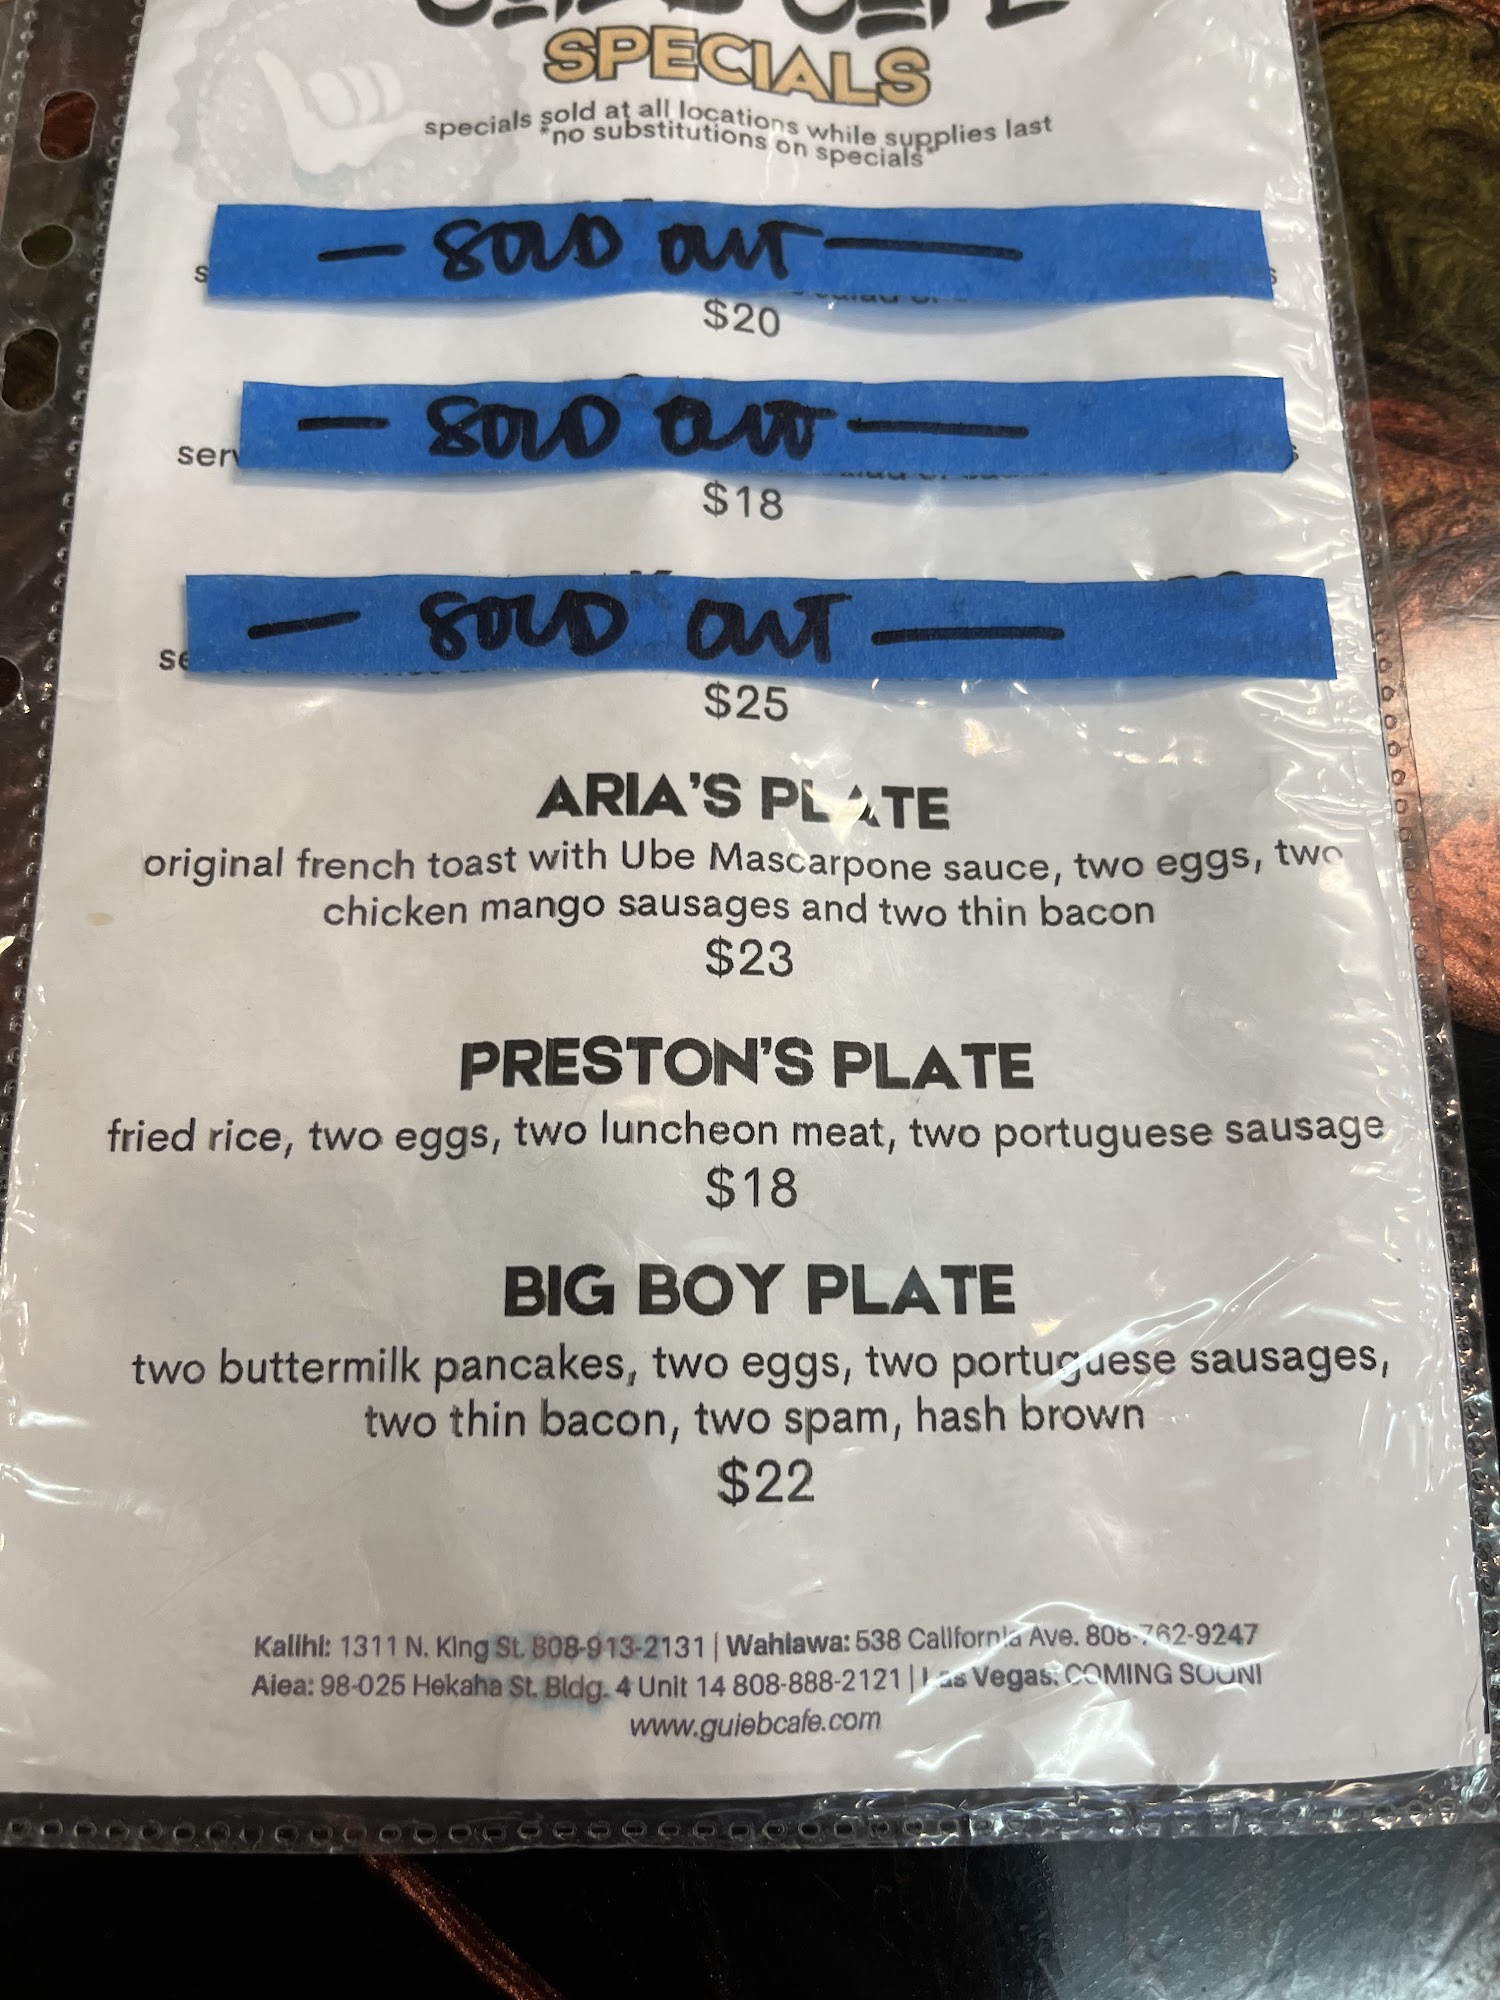 SPECIALS
specials sold at all locations while supplies last
*no substitutions on specials*
— SOLD OUT —
$20
— SOLD OUT —
$18
— SOLD OUT —
$25
ARIA'S PLATE
original french toast with Ube Mascarpone sauce, two eggs, two
chicken mango sausages and two thin bacon
$23
PRESTON'S PLATE
fried rice, two eggs, two luncheon meat, two portuguese sausage
$18
BIG BOY PLATE
two buttermilk pancakes, two eggs, two portuguese sausages,
two thin bacon, two spam, hash brown
$22
Kalihi: 1311 N. King St. 808-913-2131 | Wahiawa: 538 California Ave. 808-762-9247
Aiea: 98-025 Hekaha St. Bldg. 4 Unit 14 808-888-2121 | Las Vegas: COMING SOON!
www.guiebcafe.com